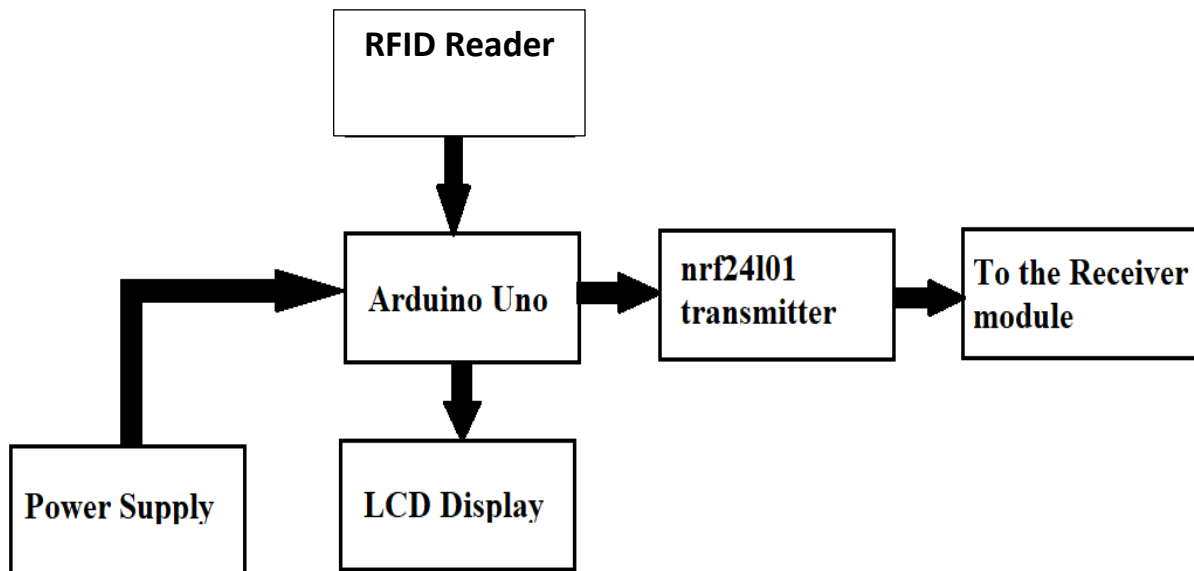 RFID Reader
Arduino Uno
nrf24l01
transmitter
To the Receiver
module
Power Supply
LCD Display